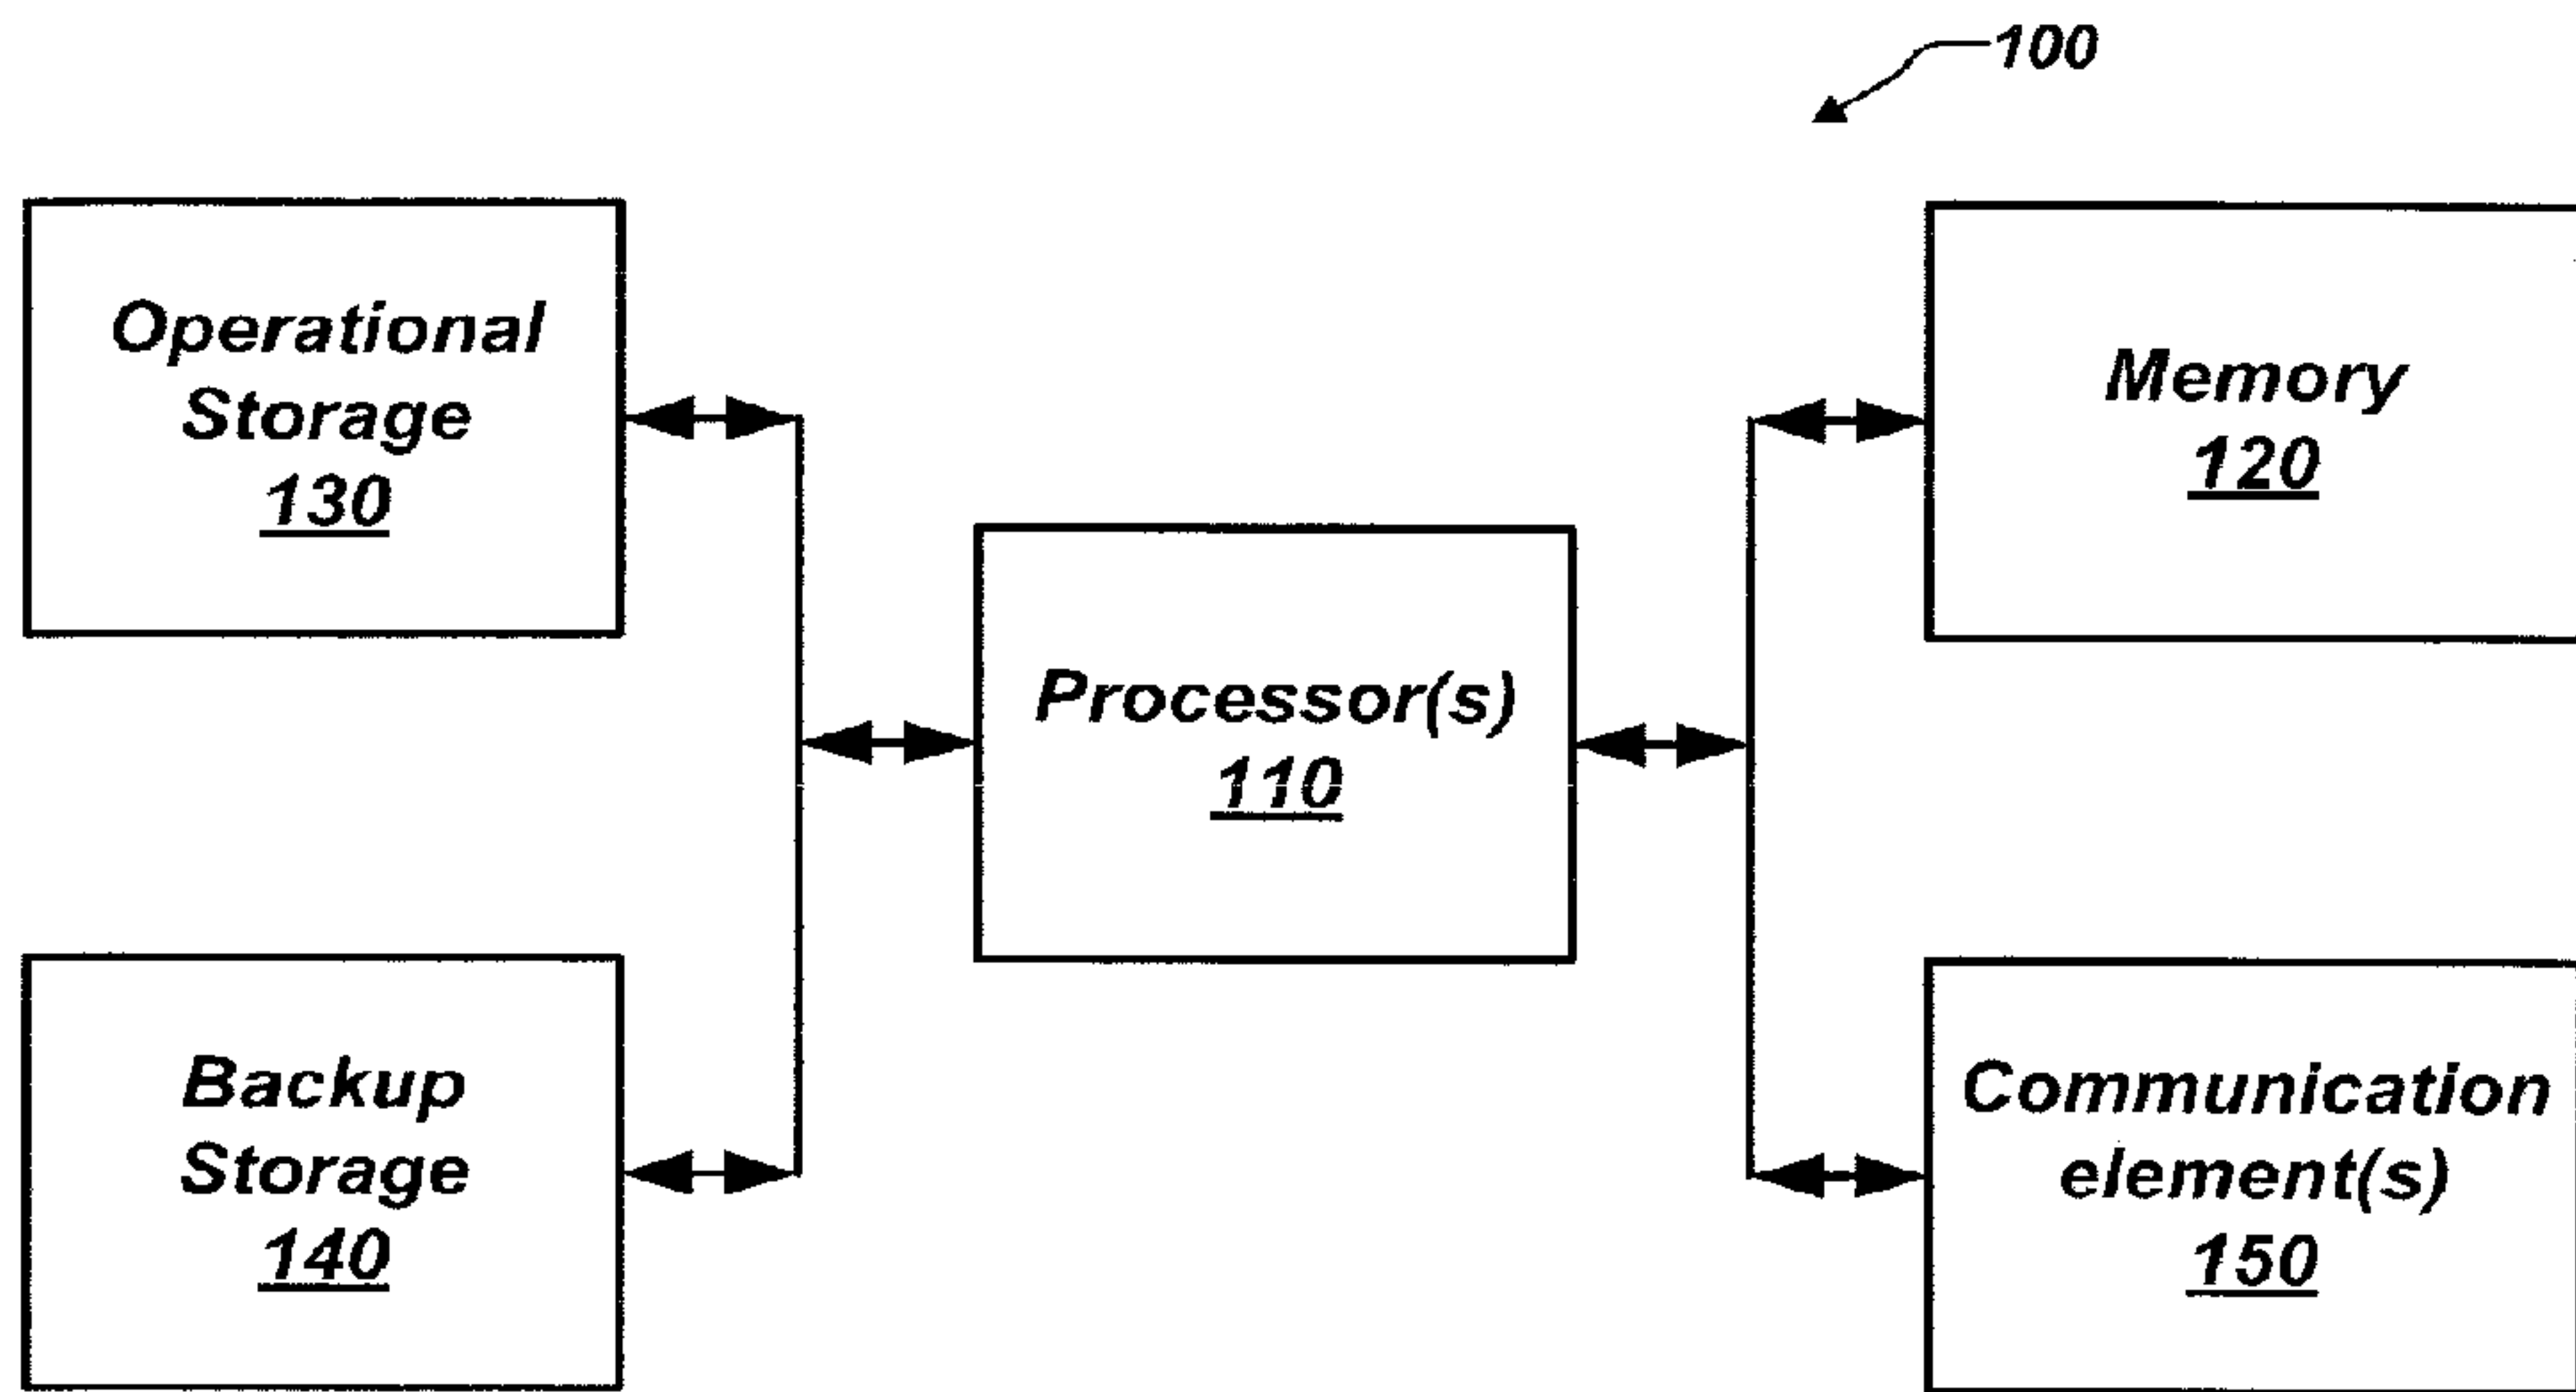 100
Operational
Storage
130
Memory
120
Processor(s)
110
Backup
Storage
140
Communication
element(s)
150